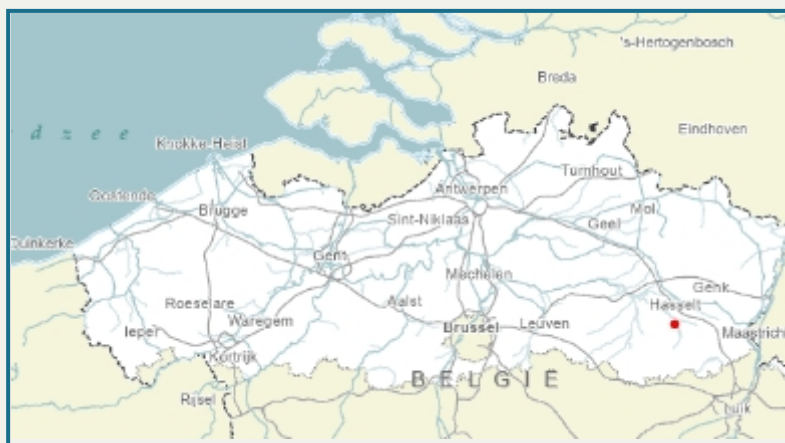 's-Hertogenbosch
Breda
Eindhoven
d z e e
Knokke-Heist
Turnhout
Antwerpen
Oostende
Mol
Brugge
Sint-Niklaas
Geel
Duinkerke
Gent
Mechelen
Genk
Roeselare
Aalst
Hasselt
Waregem
Ieper
Brussel
Leuven
Maastrich
Kortrijk
BELGIË
Rijsel
Luik